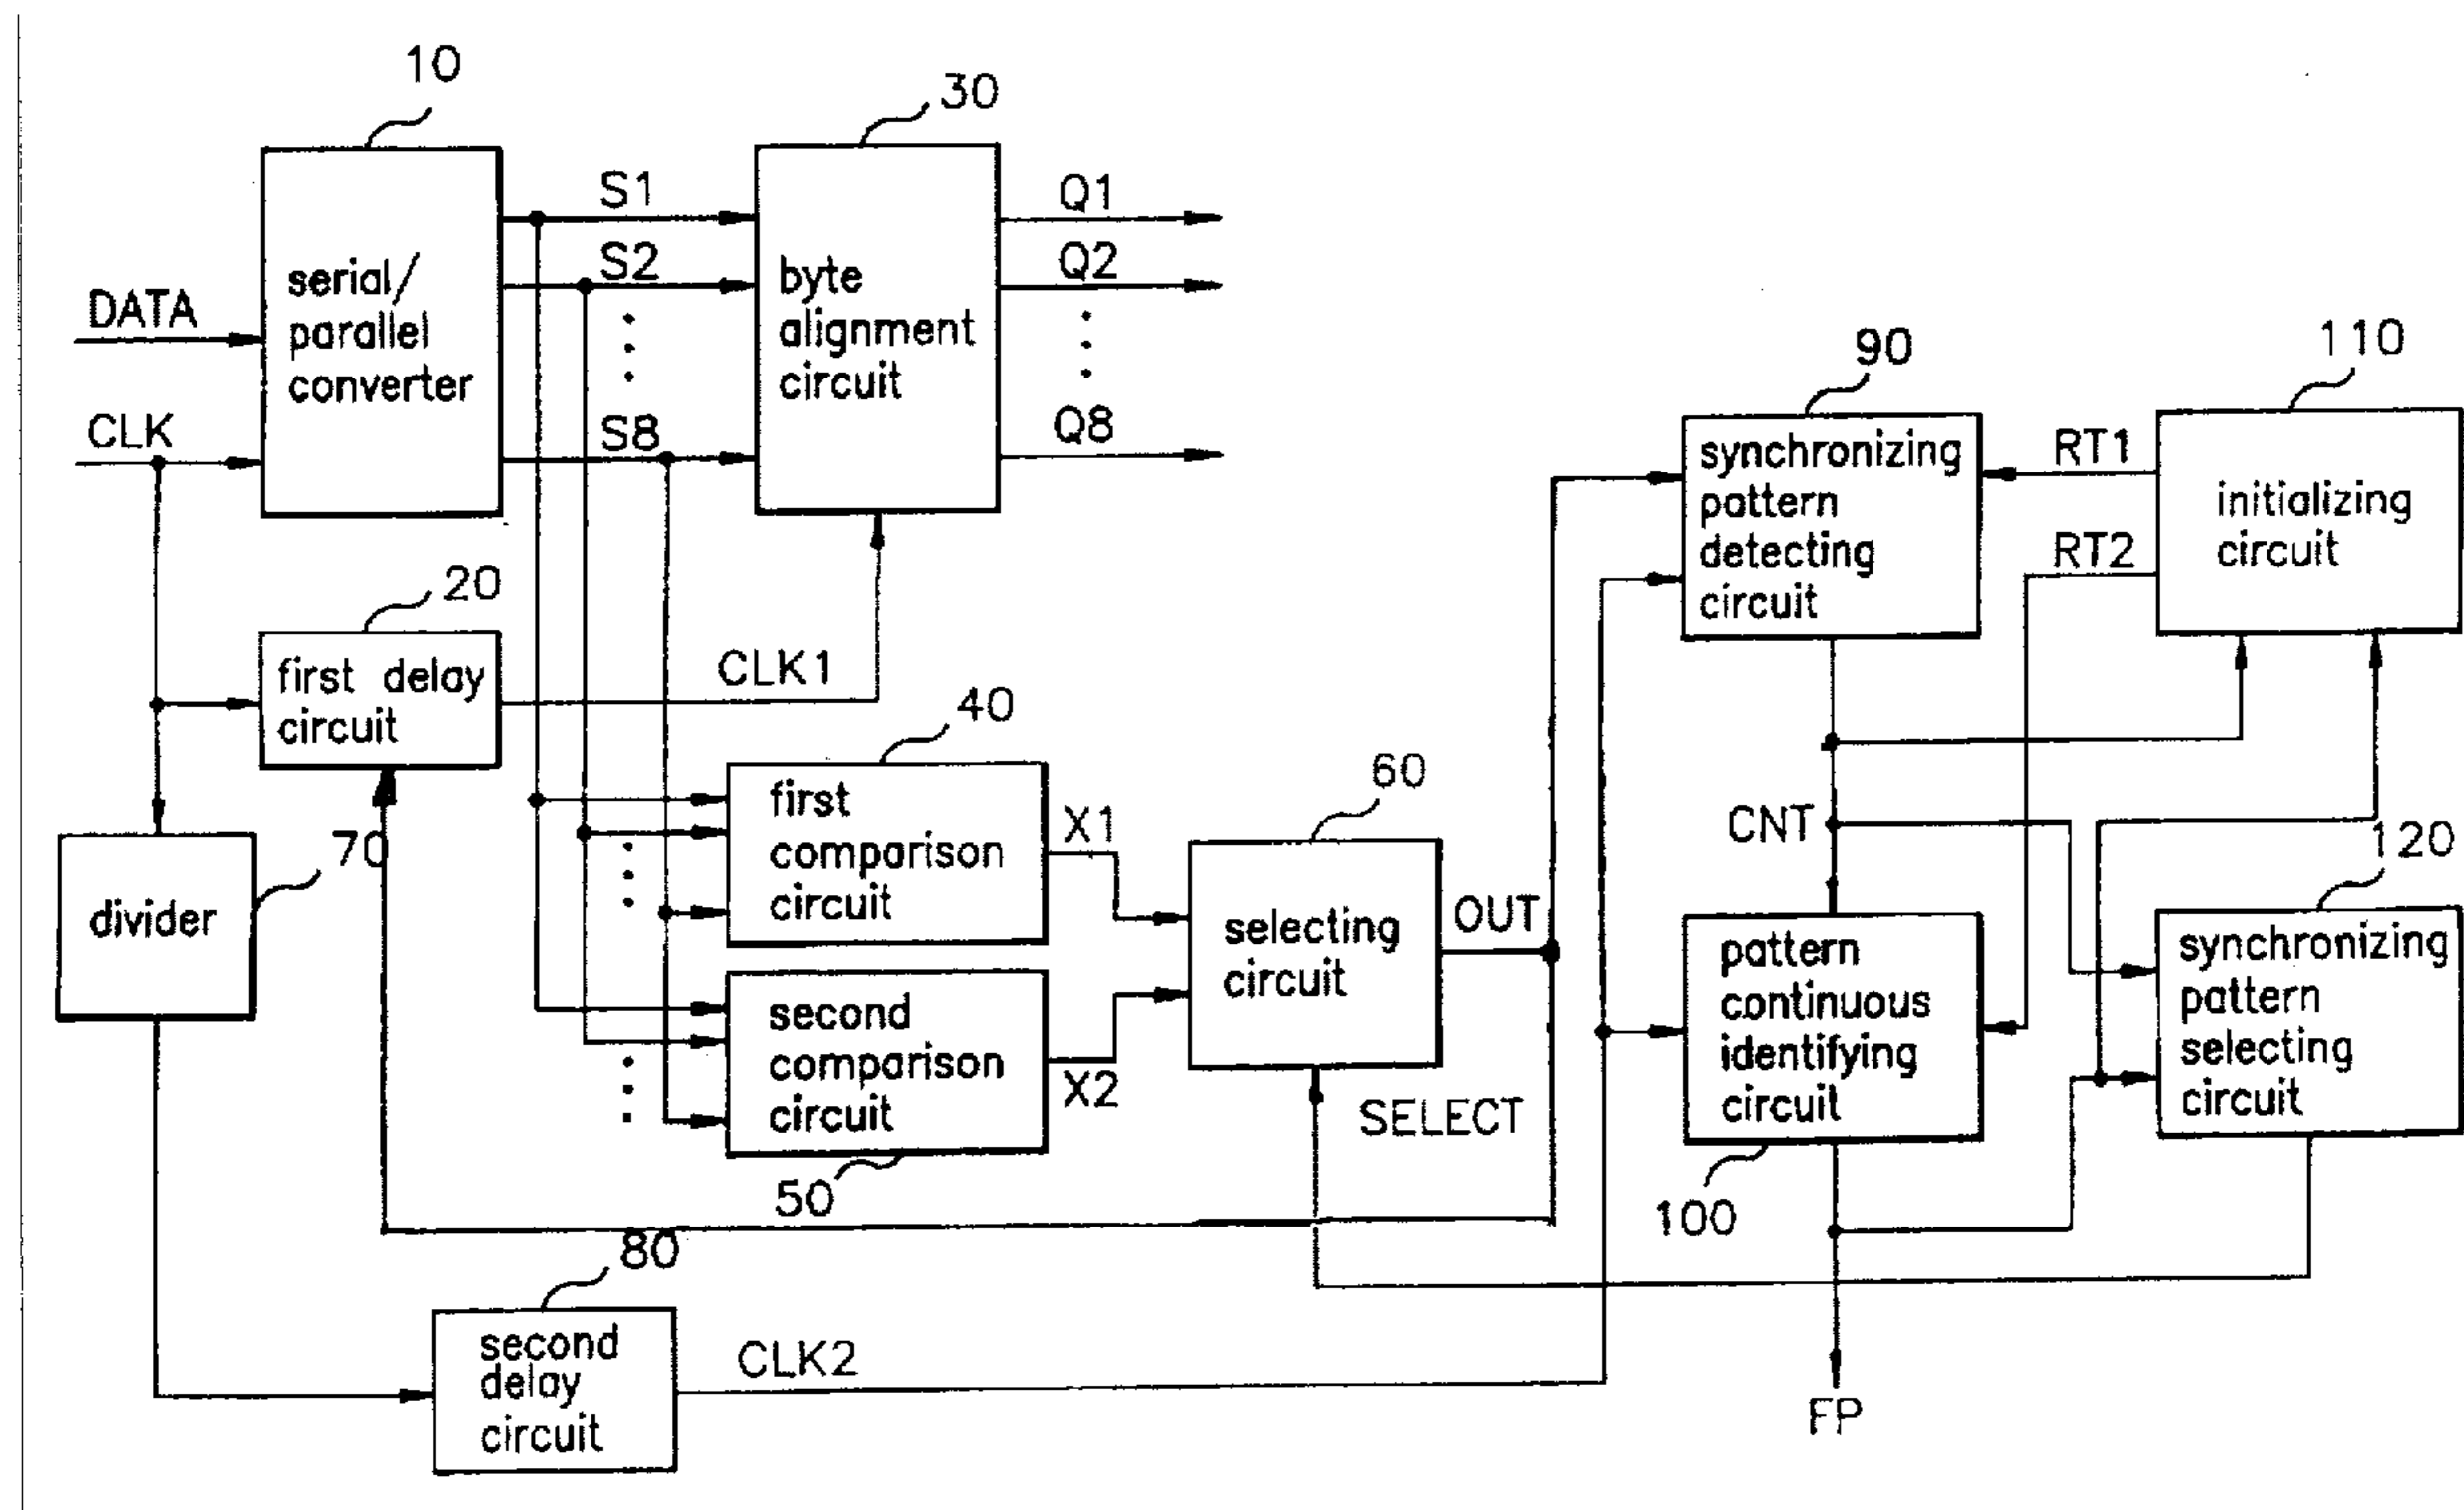 10
30
S1
Q1
S2
Q2
serial/
parallel
converter
byte
alignment
circuit
DATA
CLK
S8
Q8
90
110
synchronizing
pattern
detecting
circuit
RT1
RT2
initializing
circuit
20
first delay
circuit
CLK1
40
first
comparison
circuit
X1
60
CNT
120
70
divider
selecting
circuit
OUT
second
comparison
circuit
X2
SELECT
pattern
continuous
identifying
circuit
synchronizing
pattern
selecting
circuit
50
100
80
second
delay
circuit
CLK2
FP